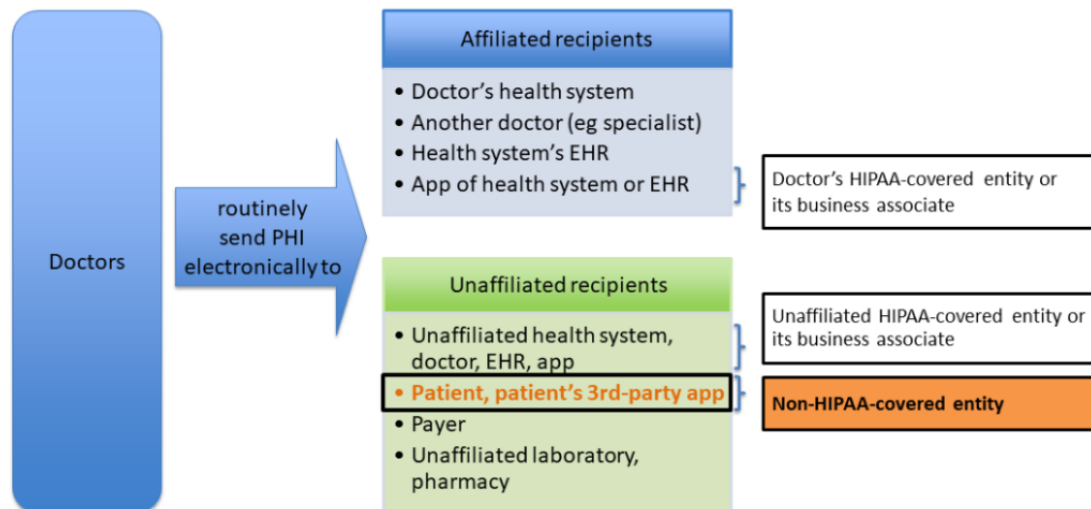 Doctors
routinely
send PHI
electronically to
Affiliated recipients
• Doctor's health system
• Another doctor (eg specialist)
• Health system's EHR
• App of health system or EHR
Doctor's HIPAA-covered entity or
its business associate
Unaffiliated recipients
• Unaffiliated health system,
doctor, EHR, app
Unaffiliated HIPAA-covered entity or
its business associate
• Patient, patient's 3rd-party app
Non-HIPAA-covered entity
• Payer
• Unaffiliated laboratory,
pharmacy